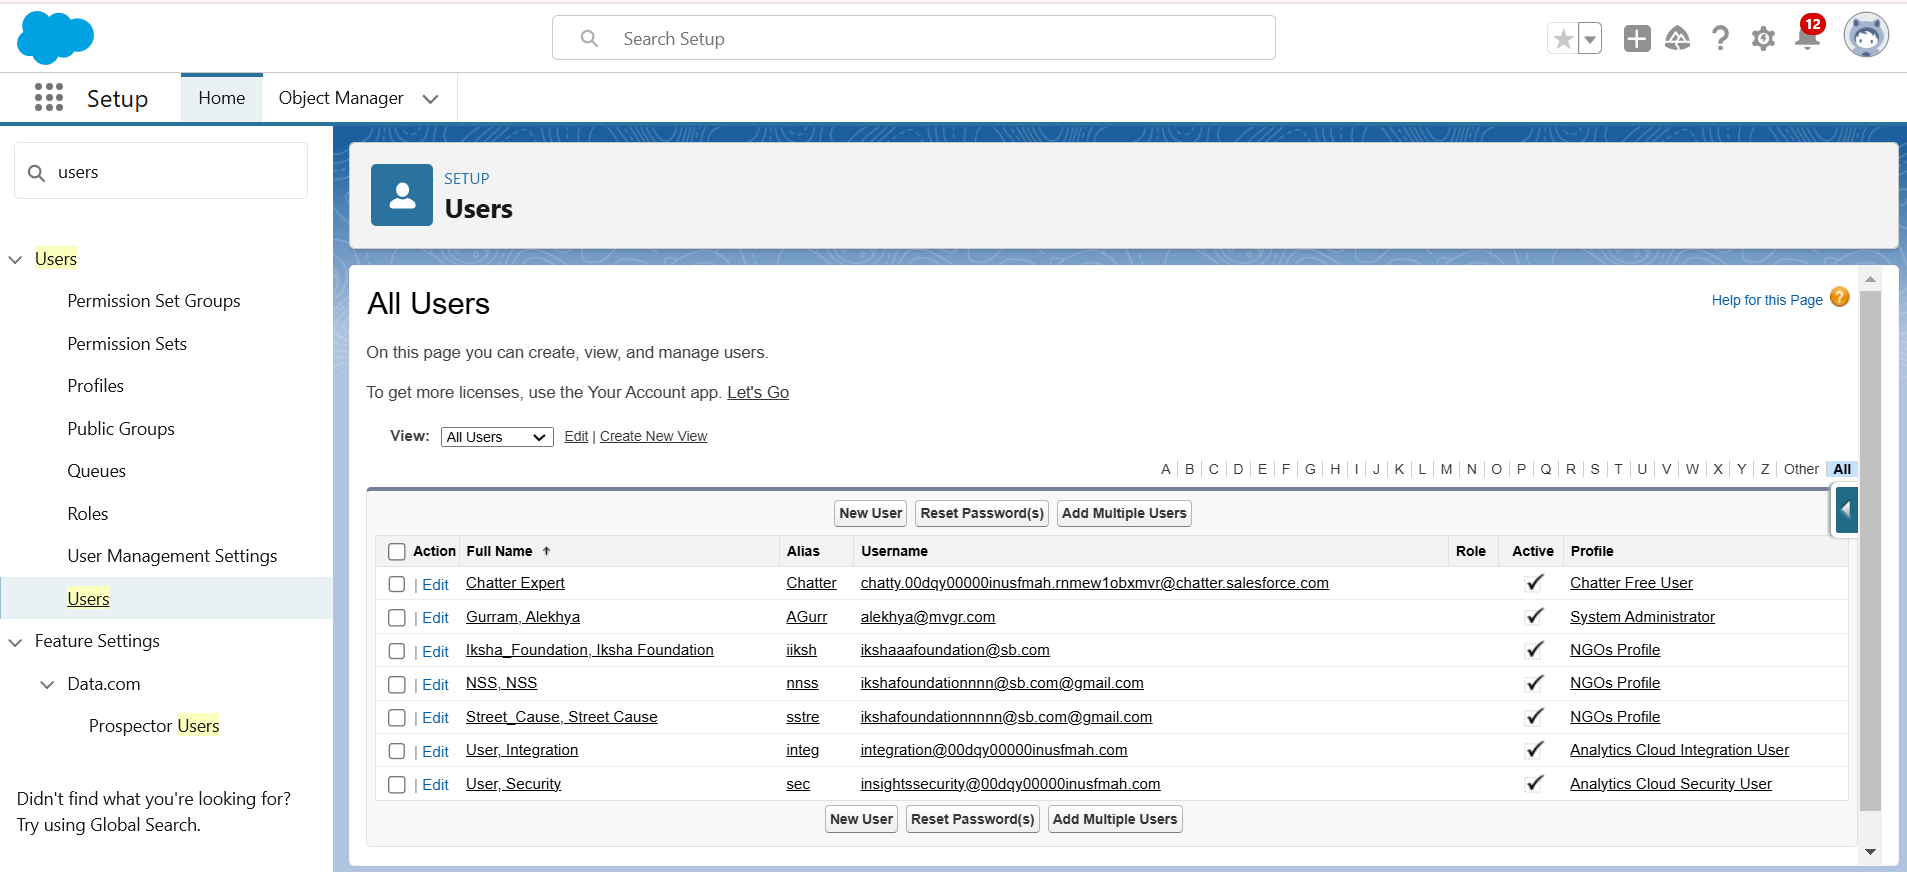 Search Setup
12
Setup Home Object Manager
users
Users
Permission Set Groups
Permission Sets
Profiles
Public Groups
Queues
Roles
User Management Settings
Users
Feature Settings
Data.com
Prospector Users
Didn't find what you're looking for?
Try using Global Search.
SETUP
Users
All Users
Help for this Page ?
On this page you can create, view, and manage users.
To get more licenses, use the Your Account app. Let's Go
View: All Users Edit | Create New View
A | B | C | D | E | F | G | H | I | J | K | L | M | N | O | P | Q | R | S | T | U | V | W | X | Y | Z | Other All
New User Reset Password(s) Add Multiple Users
Action Full Name ↑ Alias Username Role Active Profile
| Edit Chatter Expert Chatter chatty.00dqy00000inusfmah.rnmew1obxmvr@chatter.salesforce.com ✓ Chatter Free User
| Edit Gurram, Alekhya AGurr alekhya@mvgr.com ✓ System Administrator
| Edit Iksha_Foundation, Iksha Foundation iiksh ikshaaafoundation@sb.com ✓ NGOs Profile
| Edit NSS, NSS nnss ikshafoundationnnn@sb.com@gmail.com ✓ NGOs Profile
| Edit Street_Cause, Street Cause sstre ikshafoundationnnnn@sb.com@gmail.com ✓ NGOs Profile
| Edit User, Integration integ integration@00dqy00000inusfmah.com ✓ Analytics Cloud Integration User
| Edit User, Security sec insightssecurity@00dqy00000inusfmah.com ✓ Analytics Cloud Security User
New User Reset Password(s) Add Multiple Users